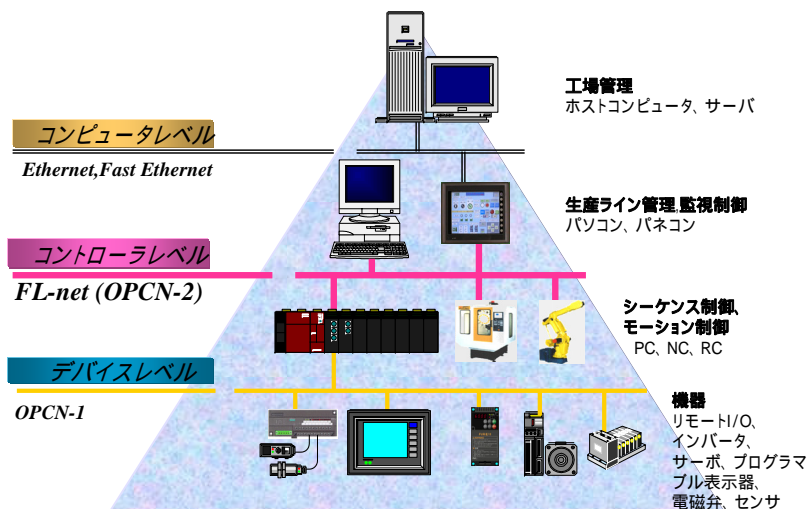 工場管理
ホストコンピュータ、サーバ
コンピュータレベル
Ethernet,Fast Ethernet
生産ライン管理,監視制御
パソコン、パネコン
コントローラレベル
FL-net (OPCN-2)
シーケンス制御、
モーション制御
PC、NC、RC
デバイスレベル
OPCN-1
機器
リモートI/O、
インバータ、
サーボ、プログラマ
ブル表示器、
電磁弁、センサ